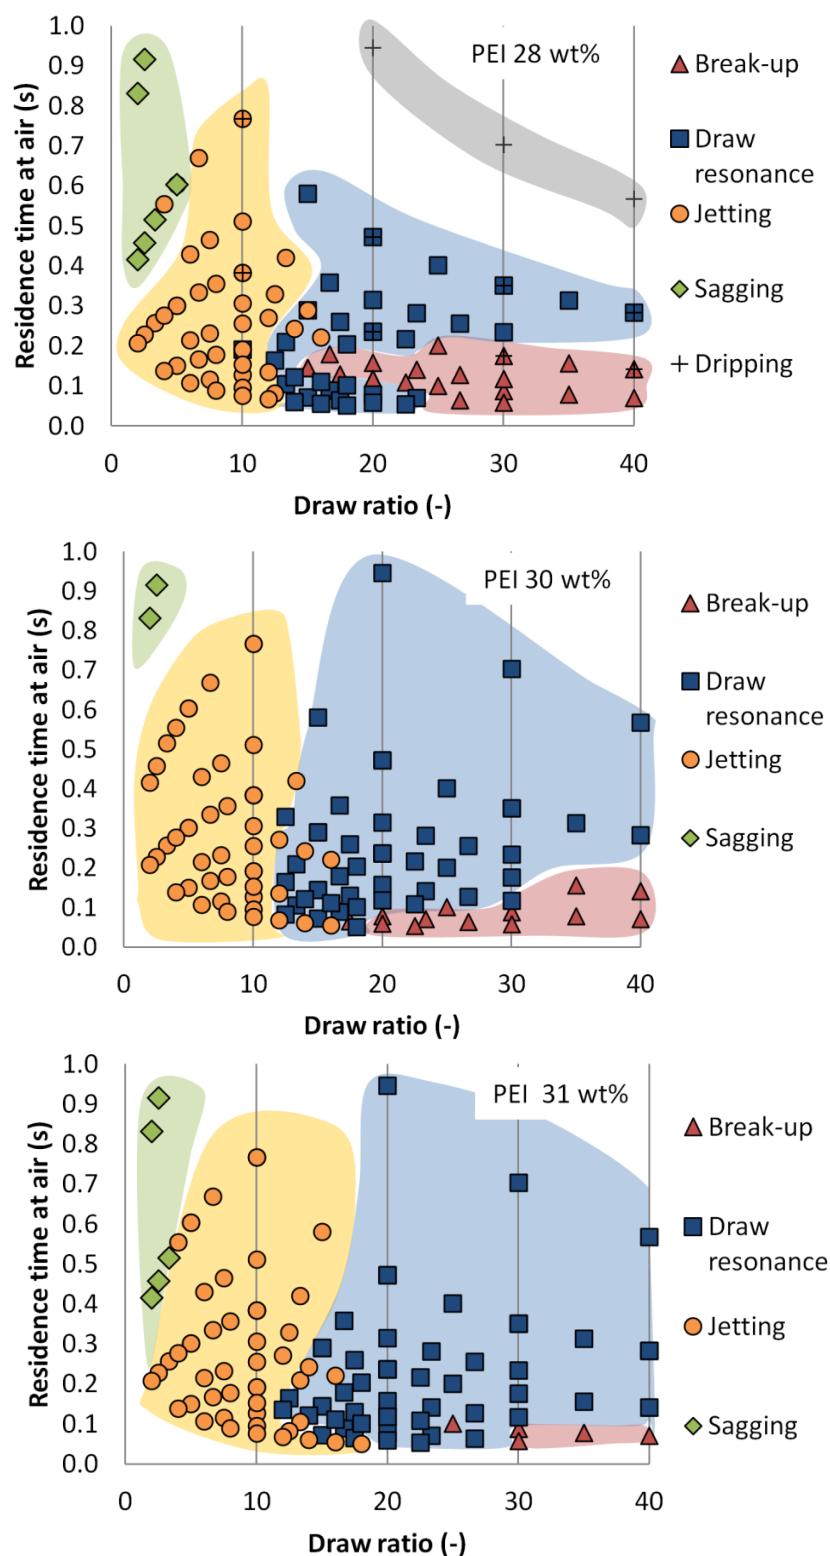 PEI 28 wt%
Residence time at air (s)
1.0
0.9
0.8
0.7
0.6
0.5
0.4
0.3
0.2
0.1
0.0
0 10 20 30 40
Draw ratio (-)
Break-up
Draw
resonance
Jetting
Sagging
Dripping
PEI 30 wt%
Residence time at air (s)
1.0
0.9
0.8
0.7
0.6
0.5
0.4
0.3
0.2
0.1
0.0
0 10 20 30 40
Draw ratio (-)
Break-up
Draw
resonance
Jetting
Sagging
PEI 31 wt%
Residence time at air (s)
1.0
0.9
0.8
0.7
0.6
0.5
0.4
0.3
0.2
0.1
0.0
0 10 20 30 40
Draw ratio (-)
Break-up
Draw
resonance
Jetting
Sagging